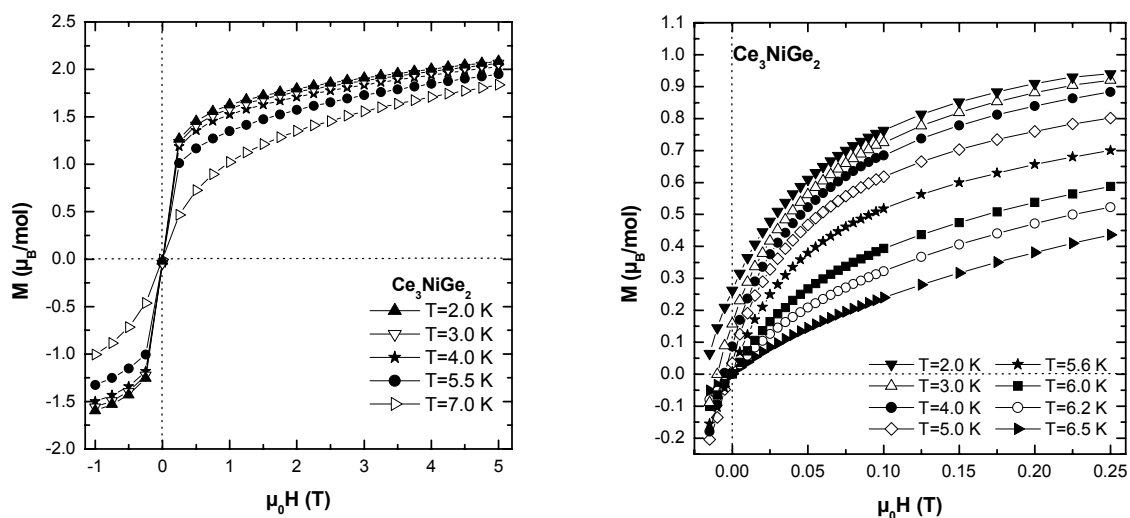 2.5
2.0
1.5
1.0
0.5
0.0
-0.5
-1.0
-1.5
-2.0
-1 0 1 2 3 4 5
M (μB/mol)
μ0H (T)
Ce3NiGe2
T=2.0 K
T=3.0 K
T=4.0 K
T=5.5 K
T=7.0 K
Ce3NiGe2
1.1
1.0
0.9
0.8
0.7
0.6
0.5
0.4
0.3
0.2
0.1
0.0
-0.1
-0.2
0.00 0.05 0.10 0.15 0.20 0.25
M (μB/mol)
μ0H (T)
T=2.0 K T=5.6 K
T=3.0 K T=6.0 K
T=4.0 K T=6.2 K
T=5.0 K T=6.5 K